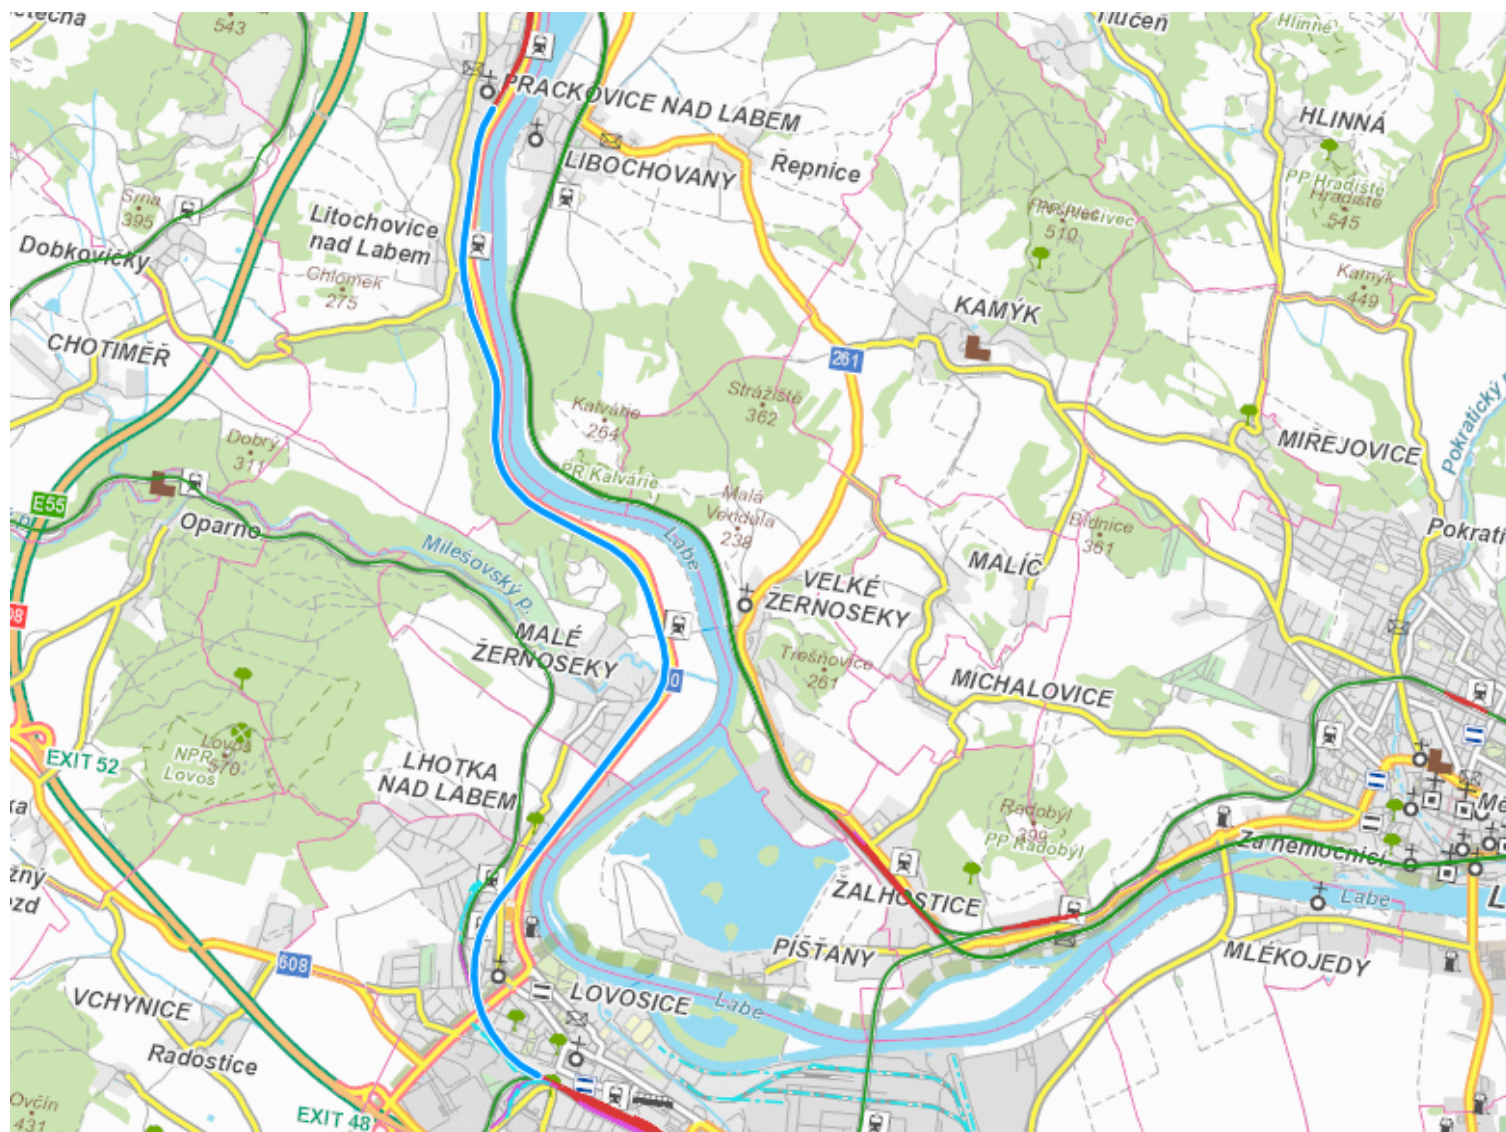 543
Hlinné
PRACKOVICE NAD LABEM
HLINNÁ
LIBOCHOVANY
Řepnice
PP Hradiště
Hradiště
545
Srna
395
Litochovice
nad Labem
510
Dobkovičky
Chlomek
275
Kamýk
449
KAMÝK
CHOTIMĚŘ
261
Strážiště
362
Kalvárie
264
Dobrý
311
MIŘEJOVICE
Pokratický
PR Kalvárie
Malá
Vendula
238
E55
Oparno
Bídnice
361
Labe
Milešovský p.
MALÍČ
VELKÉ
ŽERNOSEKY
MALÉ
ŽERNOSEKY
Třešňovice
261
MICHALOVICE
0
Lovoš
NPR
570
Lovoš
EXIT 52
LHOTKA
NAD LABEM
Radobýl
399
PP Radobýl
Za nemocnicí
ŽALHOSTICE
Labe
PÍŠŤANY
MLÉKOJEDY
608
VCHYNICE
LOVOSICE
Labe
Radostice
Ovčín
431
EXIT 48